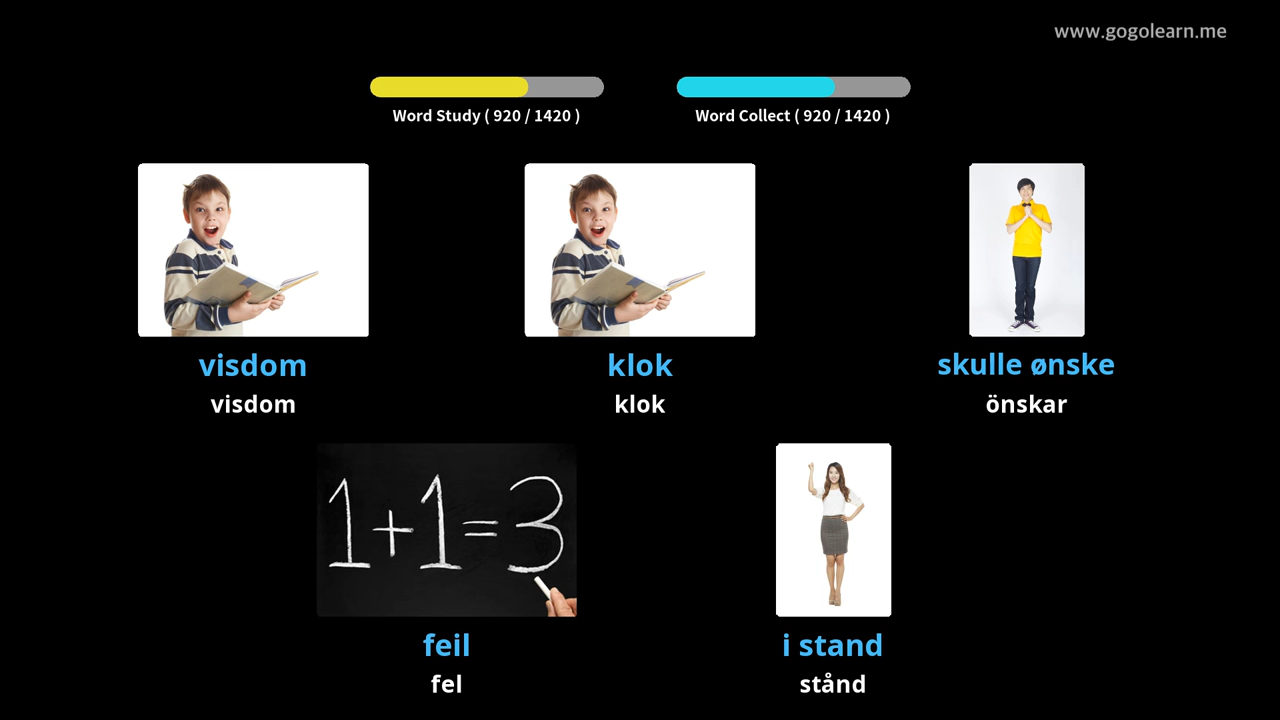 www.gogolearn.me
Word Study ( 920 / 1420 )
Word Collect ( 920 / 1420 )
visdom
visdom
klok
klok
skulle ønske
önskar
1+1=3
feil
fel
i stand
stånd